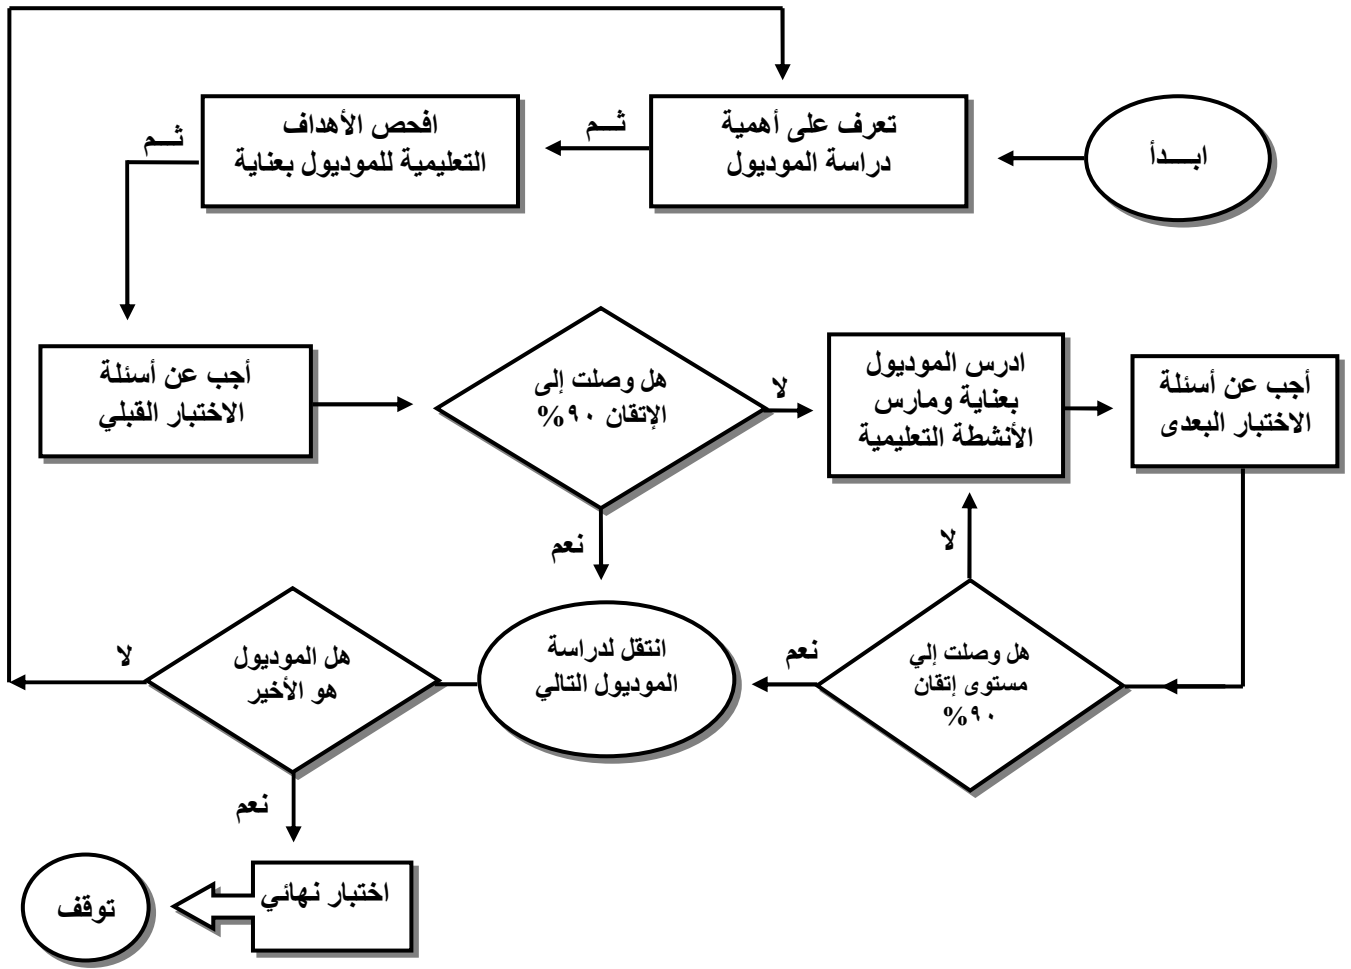 ابــــدأ
تعرف على أهمية
دراسة الموديول
ثـــم
افحص الأهداف
التعليمية للموديول بعناية
ثـــم
أجب عن أسئلة
الاختبار القبلي
هل وصلت إلى
الإتقان ٩٠%
لا
نعم
ادرس الموديول
بعناية ومارس
الأنشطة التعليمية
أجب عن أسئلة
الاختبار البعدى
هل وصلت إلي
مستوى إتقان
٩٠%
لا
نعم
انتقل لدراسة
الموديول التالي
هل الموديول
هو الأخير
لا
نعم
اختبار نهائي
توقف